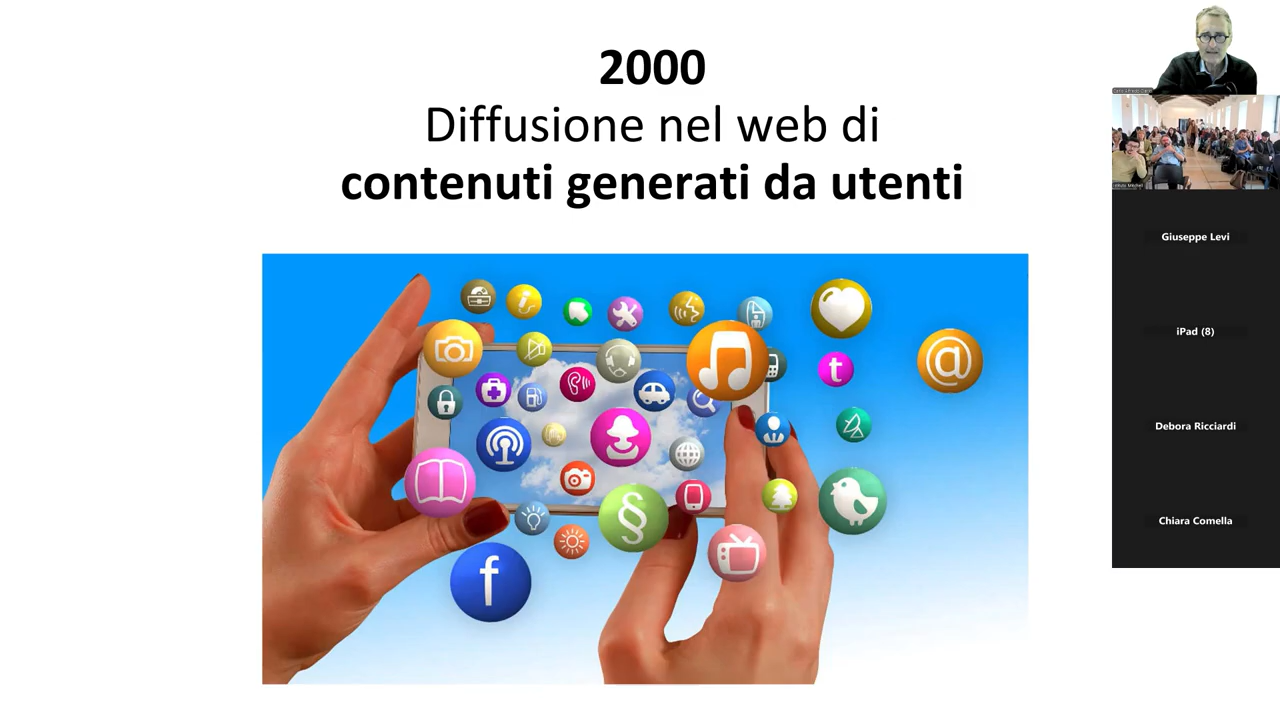 2000
Diffusione nel web di
contenuti generati da utenti
@
t
§
f
Giuseppe Levi
iPad (8)
Debora Ricciardi
Chiara Comella